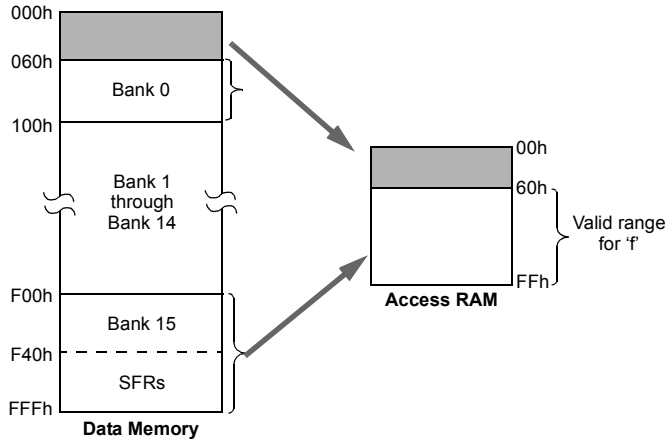 000h
060h
Bank 0
100h
Bank 1
through
Bank 14
F00h
Bank 15
F40h
SFRs
FFFh
Data Memory
00h
60h
Valid range
for ‘f’
FFh
Access RAM